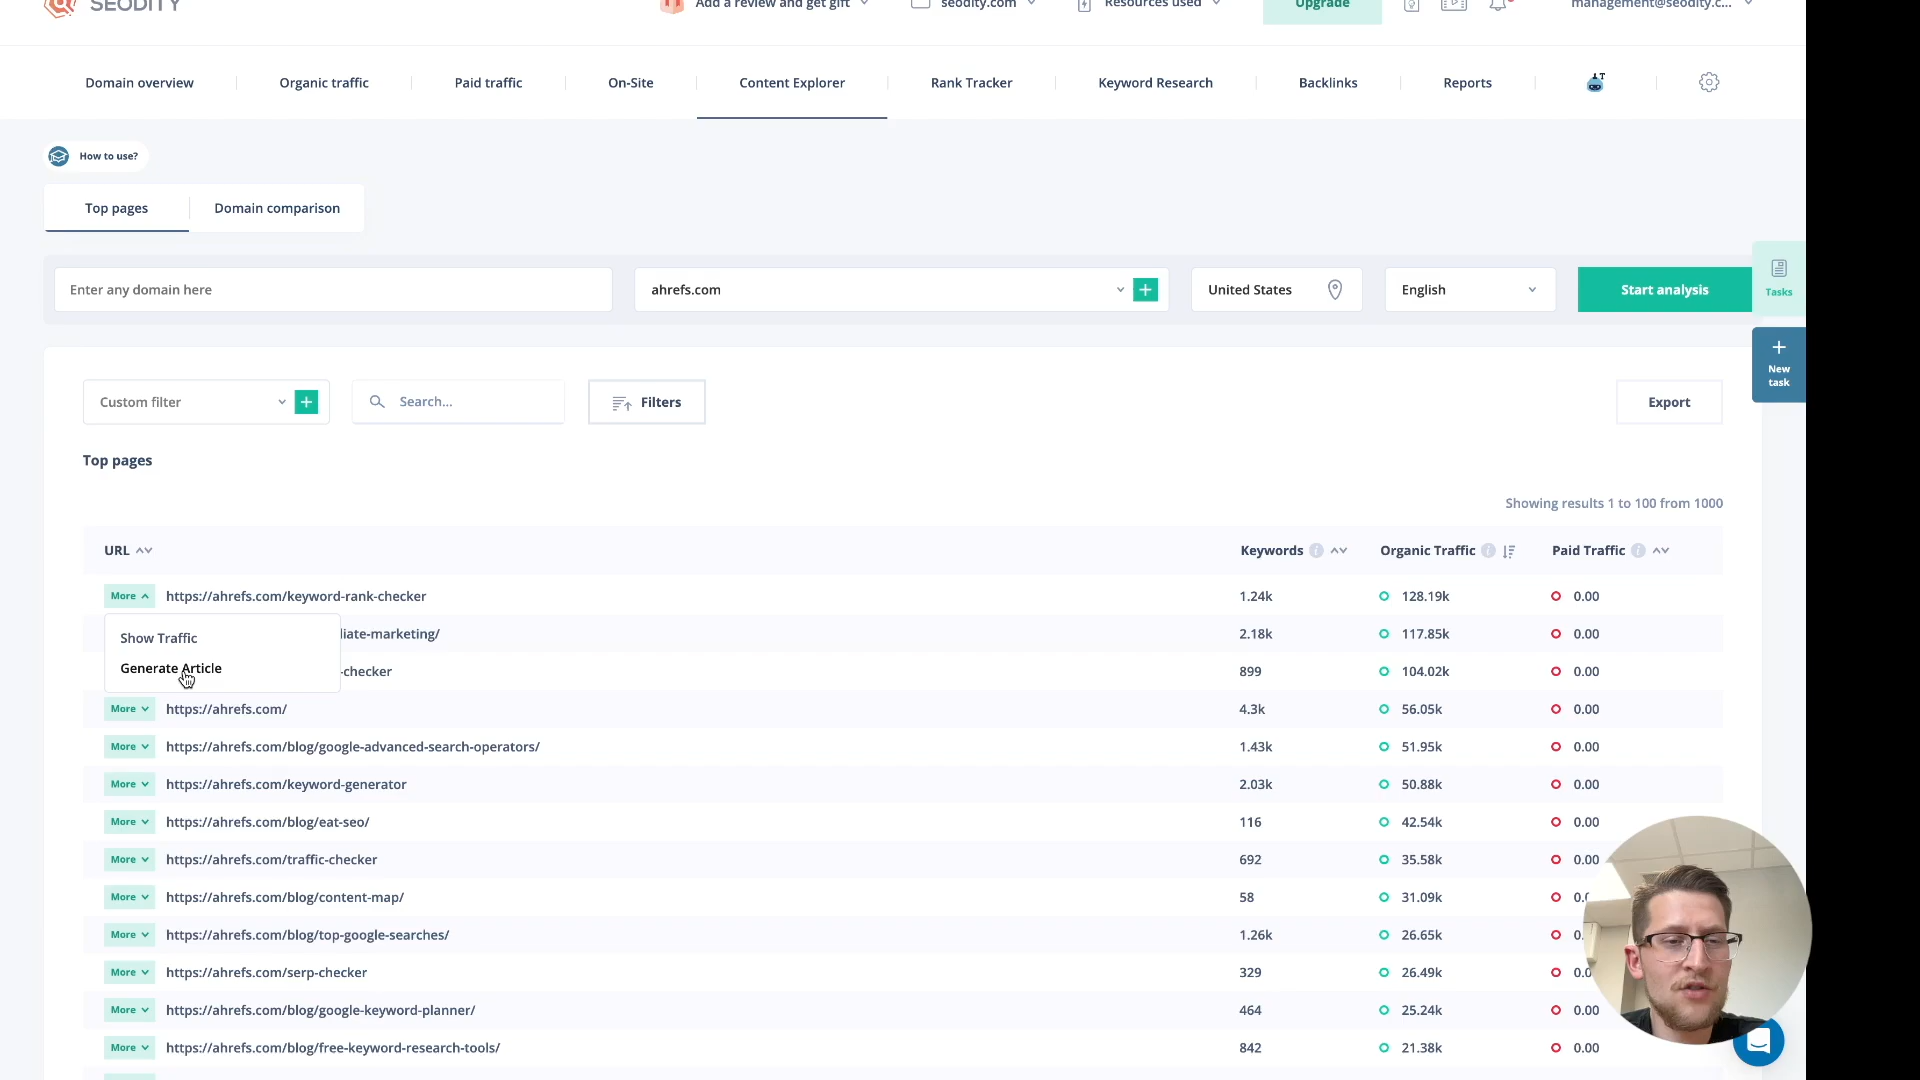 SEODITY
Add a review and get gift
seodity.com
Resources used
Upgrade
management@seodity.c...
Domain overview
Organic traffic
Paid traffic
On-Site
Content Explorer
Rank Tracker
Keyword Research
Backlinks
Reports
How to use?
Top pages
Domain comparison
Enter any domain here
ahrefs.com
United States
English
Start analysis
Tasks
New
task
Custom filter
Search...
Filters
Export
Top pages
Showing results 1 to 100 from 1000
URL Keywords Organic Traffic Paid Traffic
More https://ahrefs.com/keyword-rank-checker 1.24k 128.19k 0.00
Show Traffic
liate-marketing/ 2.18k 117.85k 0.00
Generate Article
-checker 899 104.02k 0.00
More https://ahrefs.com/ 4.3k 56.05k 0.00
More https://ahrefs.com/blog/google-advanced-search-operators/ 1.43k 51.95k 0.00
More https://ahrefs.com/keyword-generator 2.03k 50.88k 0.00
More https://ahrefs.com/blog/eat-seo/ 116 42.54k 0.00
More https://ahrefs.com/traffic-checker 692 35.58k 0.00
More https://ahrefs.com/blog/content-map/ 58 31.09k 0.0
More https://ahrefs.com/blog/top-google-searches/ 1.26k 26.65k 0.
More https://ahrefs.com/serp-checker 329 26.49k 0.0
More https://ahrefs.com/blog/google-keyword-planner/ 464 25.24k 0.00
More https://ahrefs.com/blog/free-keyword-research-tools/ 842 21.38k 0.00